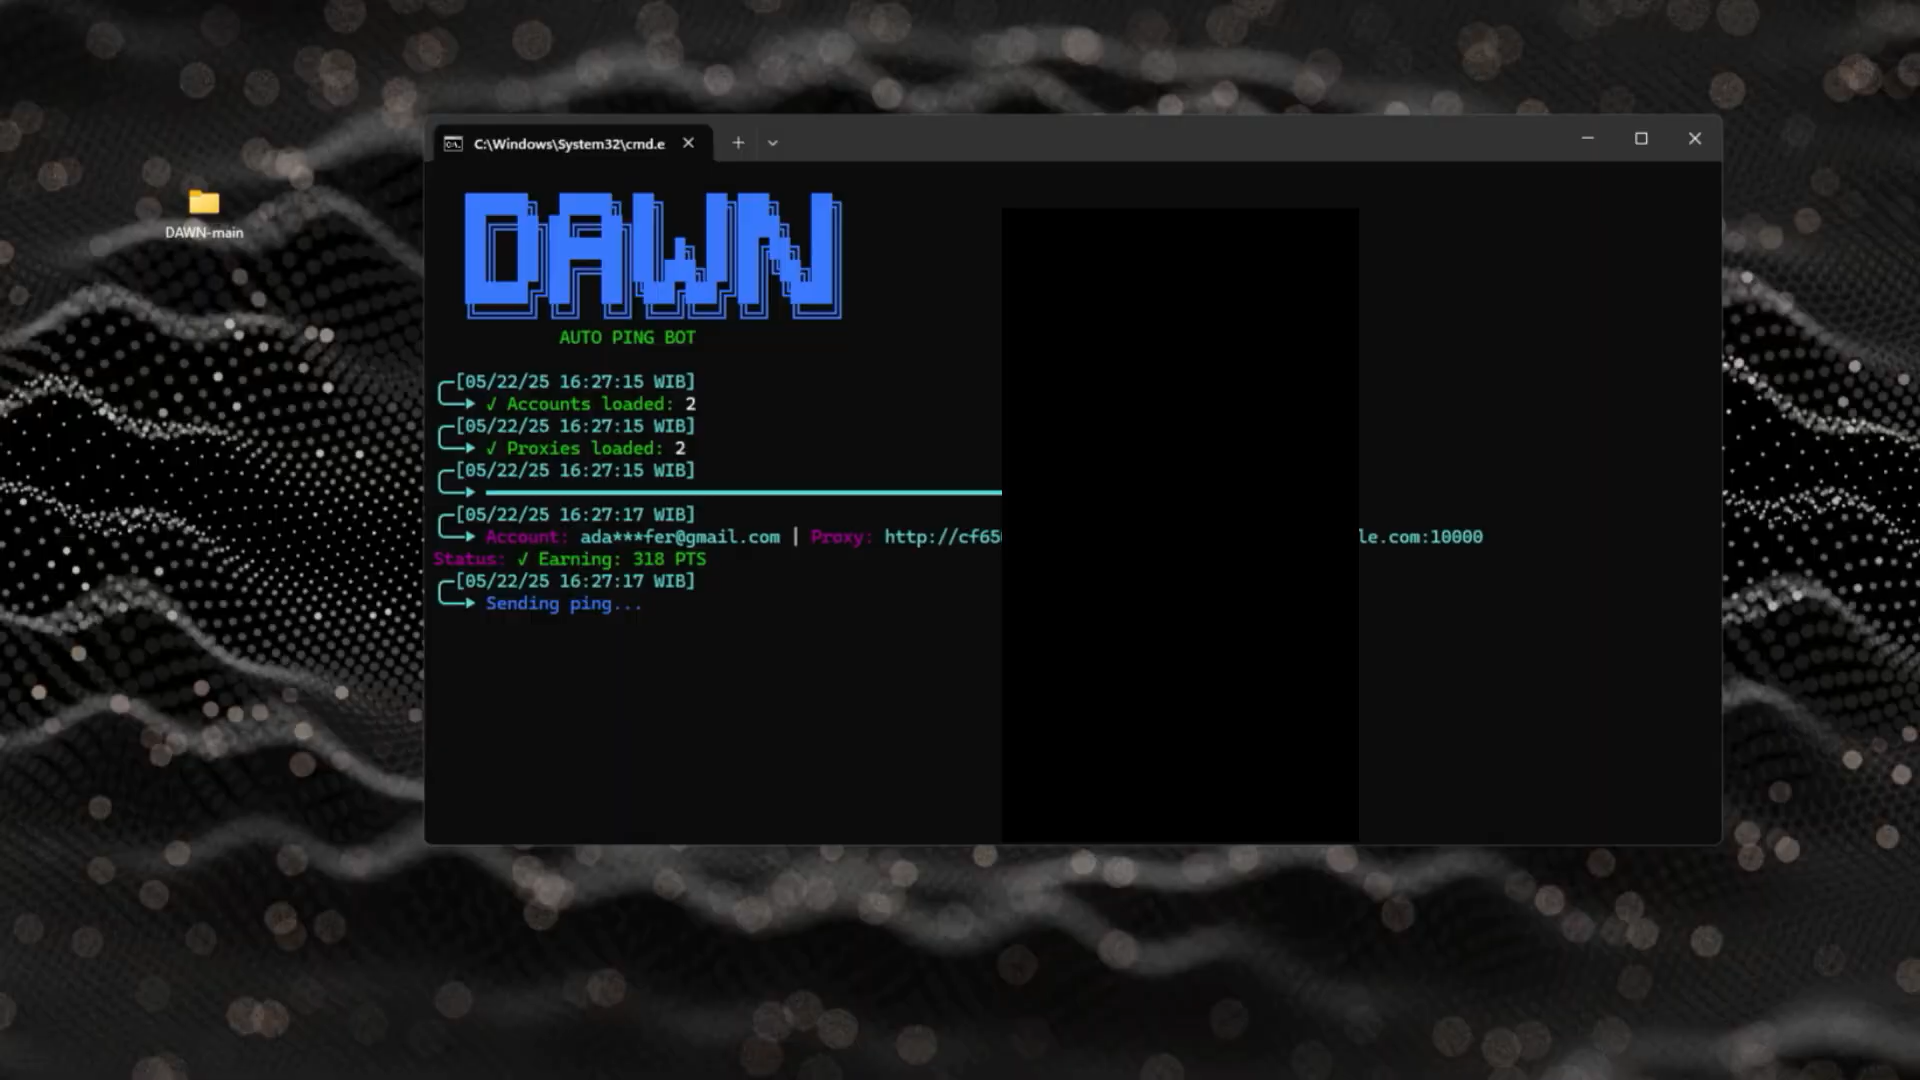 DAWN-main
C:\Windows\System32\cmd.e
DAWN
AUTO PING BOT
[05/22/25 16:27:15 WIB]
✓ Accounts loaded: 2
[05/22/25 16:27:15 WIB]
✓ Proxies loaded: 2
[05/22/25 16:27:15 WIB]
[05/22/25 16:27:17 WIB]
Account: ada***fer@gmail.com | Proxy: http://cf65 le.com:10000
Status: ✓ Earning: 318 PTS
[05/22/25 16:27:17 WIB]
Sending ping...